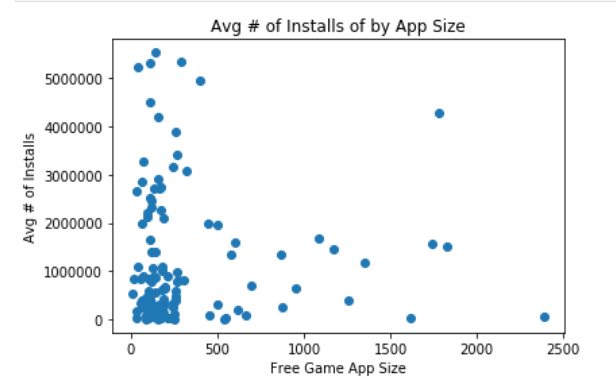 Avg # of Installs of by App Size
Avg # of Installs
5000000
4000000
3000000
2000000
1000000
0
0 500 1000 1500 2000 2500
Free Game App Size